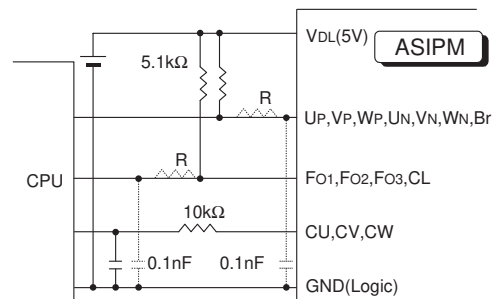 VDL(5V)
ASIPM
5.1kΩ
R
UP,VP,WP,UN,VN,WN,Br
R
CPU
FO1,FO2,FO3,CL
10kΩ
CU,CV,CW
0.1nF
0.1nF
GND(Logic)